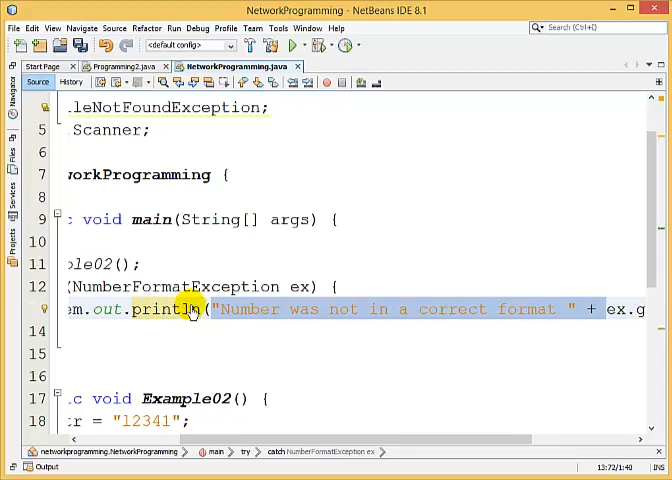 NetworkProgramming - NetBeans IDE 8.1
File Edit View Navigate Source Refactor Run Debug Profile Team Tools Window Help
Search (Ctrl+I)
<default config>
Start Page Programming2.java NetworkProgramming.java
Source History
Navigator
Files
Services
Projects
leNotFoundException;
5 .Scanner;
6
7 workProgramming {
8
9 c void main(String[] args) {
10
11 ple02();
12 (NumberFormatException ex) {
em.out.println("Number was not in a correct format " + ex.g
14
15
16
17 ic void Example02() {
18 tr = "12341";
networkprogramming.NetworkProgramming main try catch NumberFormatException ex
Output
13:72/1:40 INS